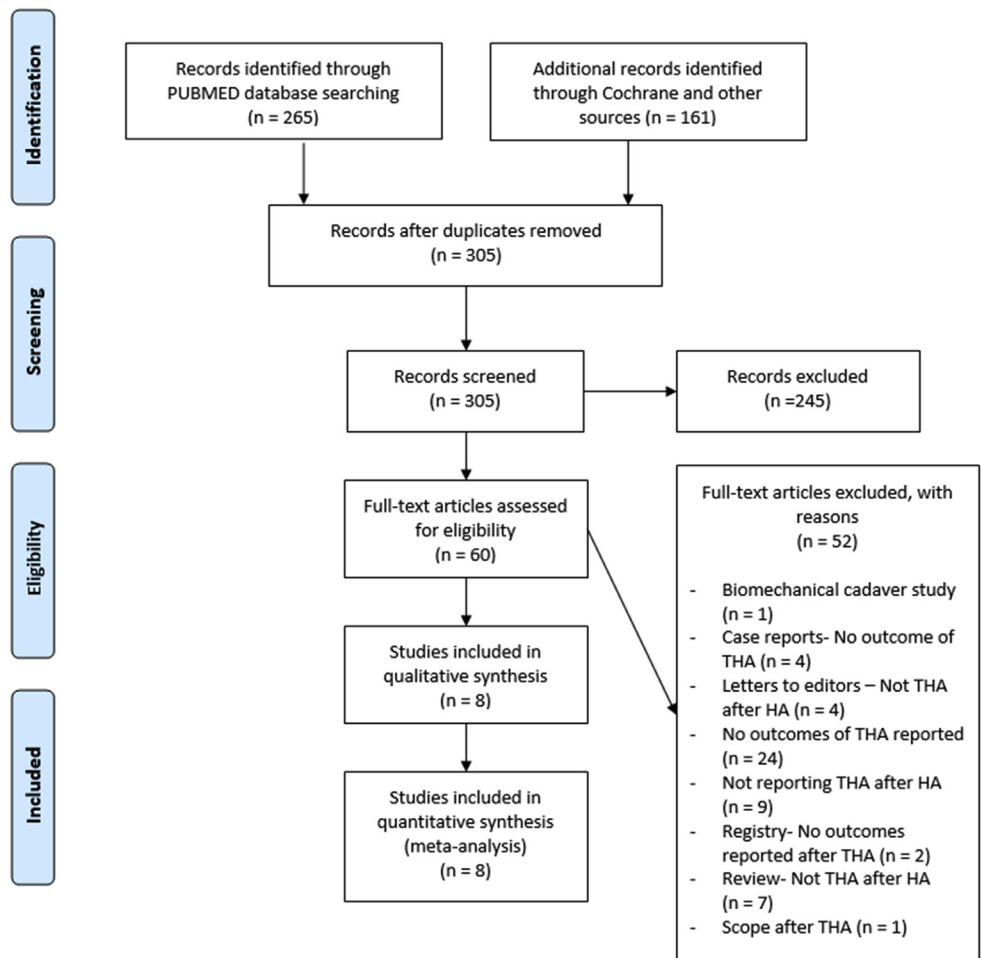 Identification
Records identified through
PUBMED database searching
(n = 265)
Additional records identified
through Cochrane and other
sources (n = 161)
Records after duplicates removed
(n = 305)
Screening
Records screened
(n = 305)
Records excluded
(n =245)
Eligibility
Full-text articles assessed
for eligibility
(n = 60)
Full-text articles excluded, with
reasons
(n = 52)
- Biomechanical cadaver study
(n = 1)
- Case reports- No outcome of
THA (n = 4)
- Letters to editors – Not THA
after HA (n = 4)
- No outcomes of THA reported
(n = 24)
- Not reporting THA after HA
(n = 9)
- Registry- No outcomes
reported after THA (n = 2)
- Review- Not THA after HA
(n = 7)
- Scope after THA (n = 1)
Studies included in
qualitative synthesis
(n = 8)
Included
Studies included in
quantitative synthesis
(meta-analysis)
(n = 8)